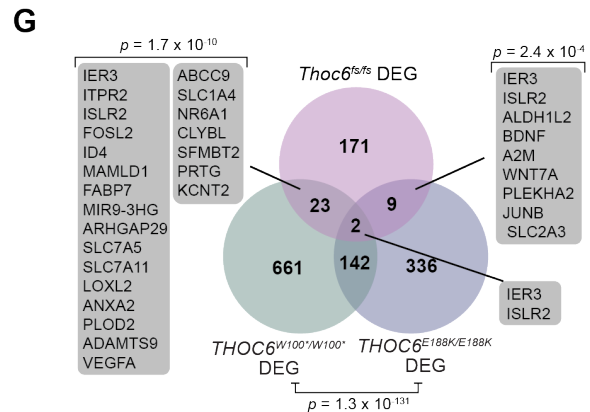 G
p = 1.7 x 10-10
IER3
ITPR2
ISLR2
FOSL2
ID4
MAMLD1
FABP7
MIR9-3HG
ARHGAP29
SLC7A5
SLC7A11
LOXL2
ANXA2
PLOD2
ADAMTS9
VEGFA
ABCC9
SLC1A4
NR6A1
CLYBL
SFMBT2
PRTG
KCNT2
Thoc6fs/fs DEG
171
23
9
2
661
142
336
p = 2.4 x 10-4
IER3
ISLR2
ALDH1L2
BDNF
A2M
WNT7A
PLEKHA2
JUNB
SLC2A3
IER3
ISLR2
THOC6W100*/W100*
DEG
THOC6E188K/E188K
DEG
p = 1.3 x 10-131